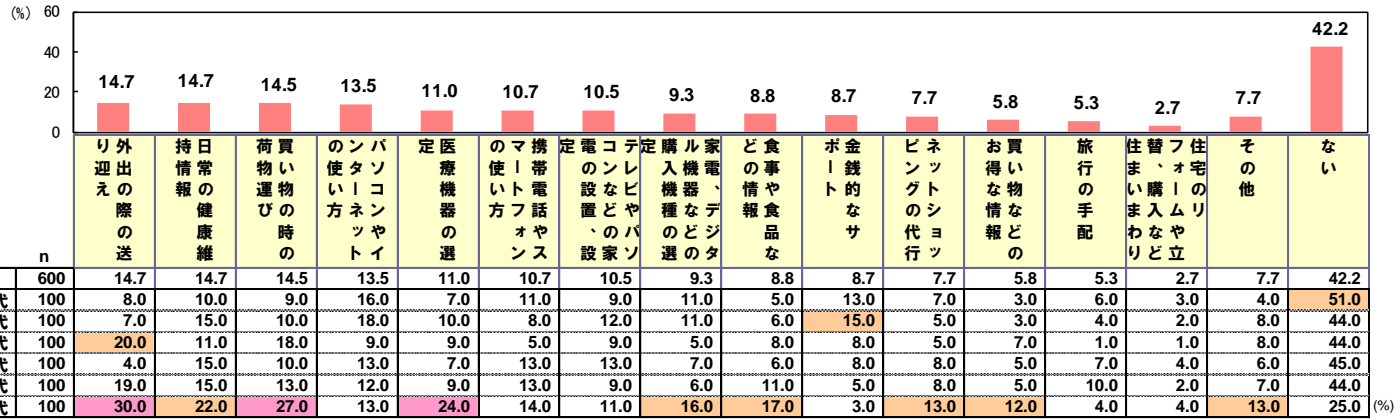 (%)
60
40
20
0
14.7 14.7 14.5 13.5 11.0 10.7 10.5 9.3 8.8 8.7 7.7 5.8 5.3 2.7 7.7 42.2
外出の際の送
り迎え
日常の健康維
持情報
買い物の時の
荷物運び
パソコンやイ
ンターネット
の使い方
医療機器の選
定
携帯電話やス
マートフォン
の使い方
テレビやパソ
コンなどの家
電の設置、設
定
家電、デジタ
ル機器などの
購入機種の選
定
食事や食品な
どの情報
金銭的なサ
ポート
ネットショッ
ピングの代行
買い物などの
お得な情報
旅行の手配
住宅のリ
フォームや立
替、購入など
住まいまわり
その他
ない
n
600 14.7 14.7 14.5 13.5 11.0 10.7 10.5 9.3 8.8 8.7 7.7 5.8 5.3 2.7 7.7 42.2
代 100 8.0 10.0 9.0 16.0 7.0 11.0 9.0 11.0 5.0 13.0 7.0 3.0 6.0 3.0 4.0 51.0
代 100 7.0 15.0 10.0 18.0 10.0 8.0 12.0 11.0 6.0 15.0 5.0 3.0 4.0 2.0 8.0 44.0
代 100 20.0 11.0 18.0 9.0 9.0 5.0 9.0 5.0 8.0 8.0 5.0 7.0 1.0 1.0 8.0 44.0
代 100 4.0 15.0 10.0 13.0 7.0 13.0 13.0 7.0 6.0 8.0 8.0 5.0 7.0 4.0 6.0 45.0
代 100 19.0 15.0 13.0 12.0 9.0 13.0 9.0 6.0 11.0 5.0 8.0 5.0 10.0 2.0 7.0 44.0
代 100 30.0 22.0 27.0 13.0 24.0 14.0 11.0 16.0 17.0 3.0 13.0 12.0 4.0 4.0 13.0 25.0 (%)